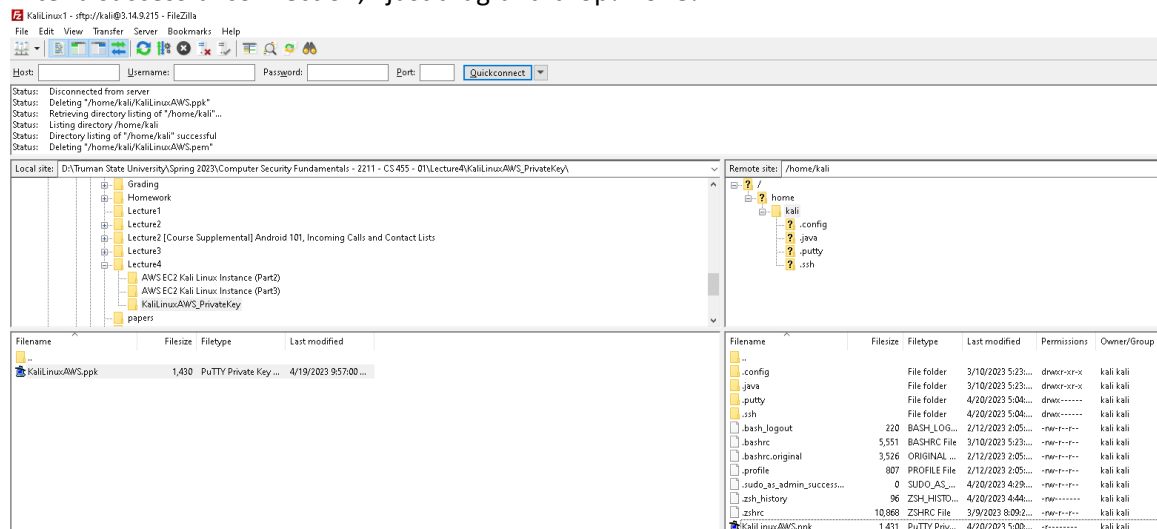 KaliLinux1 - sftp://kali@3.14.9.215 - FileZilla
File Edit View Transfer Server Bookmarks Help
Host: Username: Password: Port: Quickconnect
Status: Disconnected from server
Status: Deleting "/home/kali/KaliLinuxAWS.ppk"
Status: Retrieving directory listing of "/home/kali"...
Status: Listing directory /home/kali
Status: Directory listing of "/home/kali" successful
Status: Deleting "/home/kali/KaliLinuxAWS.pem"
Local site: D:\Truman State University\Spring 2023\Computer Security Fundamentals - 2211 - CS 455 - 01\Lecture4\KaliLinuxAWS_PrivateKey\
Grading
Homework
Lecture1
Lecture2
Lecture2 [Course Supplemental] Android 101, Incoming Calls and Contact Lists
Lecture3
Lecture4
AWS EC2 Kali Linux Instance (Part2)
AWS EC2 Kali Linux Instance (Part3)
KaliLinuxAWS_PrivateKey
papers
Remote site: /home/kali
/
home
kali
.config
.java
.putty
.ssh
Filename Filesize Filetype Last modified
..
KaliLinuxAWS.ppk 1,430 PuTTY Private Key ... 4/19/2023 9:57:00 ...
Filename Filesize Filetype Last modified Permissions Owner/Group
..
.config File folder 3/10/2023 5:23:... drwxr-xr-x kali kali
.java File folder 3/10/2023 5:23:... drwxr-xr-x kali kali
.putty File folder 4/20/2023 5:04:... drwx------ kali kali
.ssh File folder 4/20/2023 5:04:... drwx------ kali kali
.bash_logout 220 BASH_LOG... 2/12/2023 2:05:... -rw-r--r-- kali kali
.bashrc 5,551 BASHRC File 3/10/2023 5:23:... -rw-r--r-- kali kali
.bashrc.original 3,526 ORIGINAL ... 2/12/2023 2:05:... -rw-r--r-- kali kali
.profile 807 PROFILE File 2/12/2023 2:05:... -rw-r--r-- kali kali
.sudo_as_admin_success... 0 SUDO_AS_... 4/20/2023 4:29:... -rw-r--r-- kali kali
.zsh_history 96 ZSH_HISTO... 4/20/2023 4:44:... -rw------- kali kali
.zshrc 10,868 ZSHRC File 3/9/2023 8:09:2... -rw-r--r-- kali kali
KaliLinuxAWS.ppk 1,431 PuTTY Priv... 4/20/2023 5:00:... -r-------- kali kali